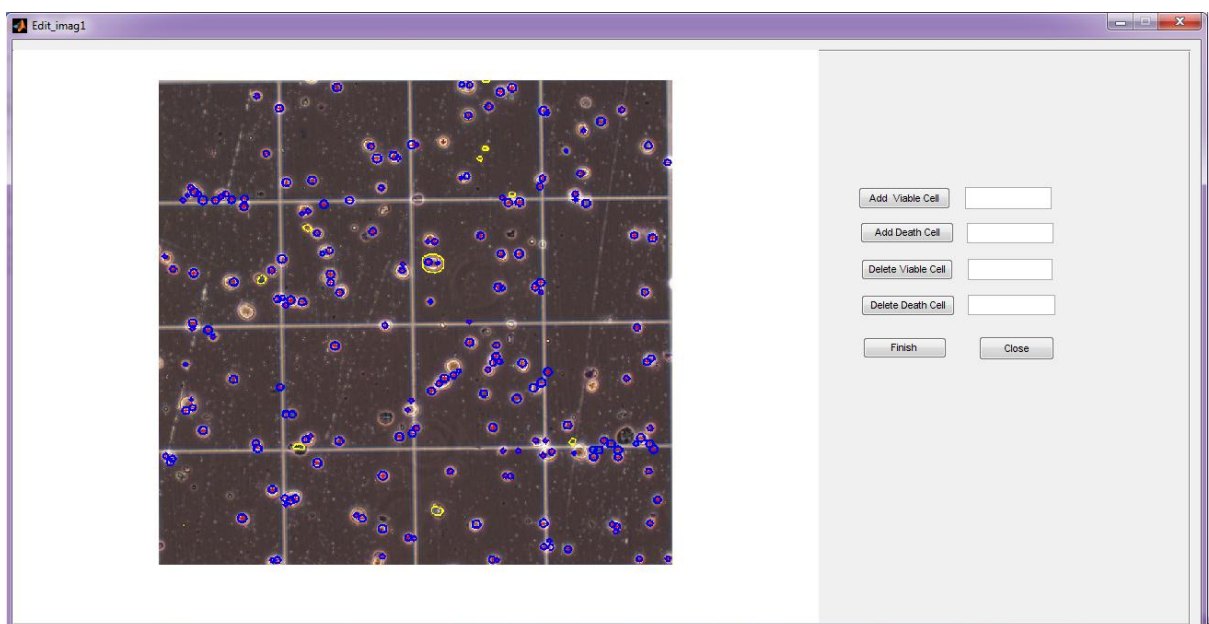 Edit_imag1
Add Viable Cell
Add Death Cell
Delete Viable Cell
Delete Death Cell
Finish
Close